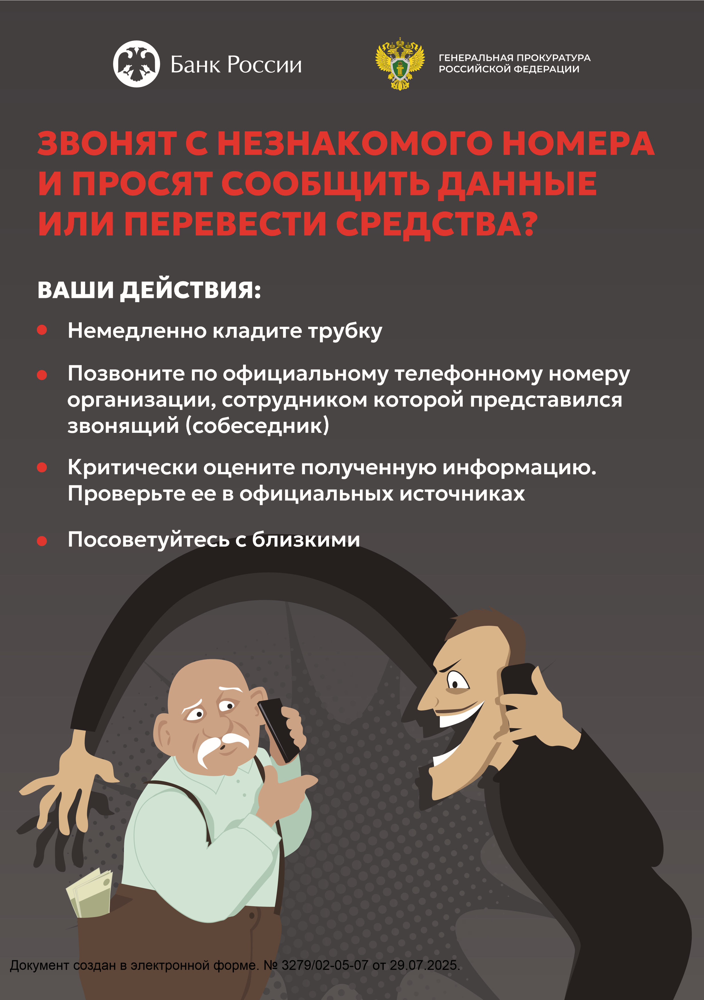 Банк России
ГЕНЕРАЛЬНАЯ ПРОКУРАТУРА
РОССИЙСКОЙ ФЕДЕРАЦИИ
ЗВОНЯТ С НЕЗНАКОМОГО НОМЕРА
И ПРОСЯТ СООБЩИТЬ ДАННЫЕ
ИЛИ ПЕРЕВЕСТИ СРЕДСТВА?
ВАШИ ДЕЙСТВИЯ:
Немедленно кладите трубку
Позвоните по официальному телефонному номеру
организации, сотрудником которой представился
звонящий (собеседник)
Критически оцените полученную информацию.
Проверьте ее в официальных источниках
Посоветуйтесь с близкими
Документ создан в электронной форме. № 3279/02-05-07 от 29.07.2025.